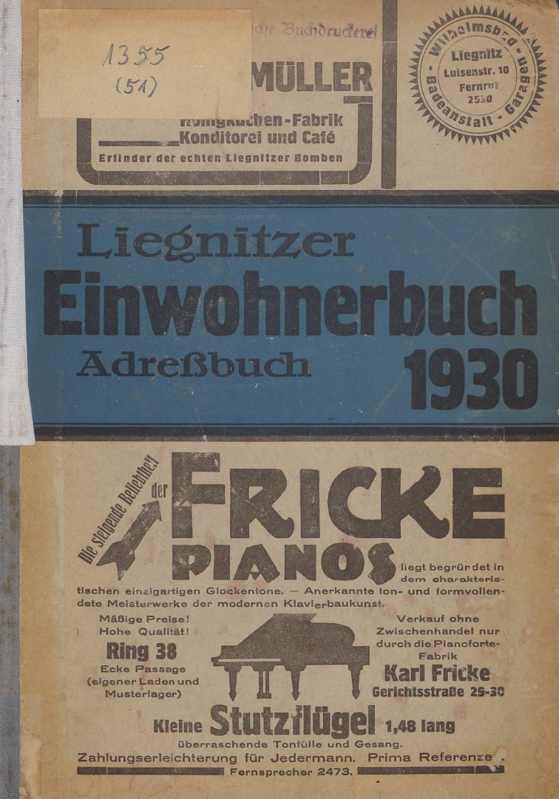 1355
(51)
Buchdruckerei
MÜLLER
Honigkuchen-Fabrik
Konditorei und Café
Erfinder der echten Liegnitzer Bomben
Wilhelmsbad -
Badeanstalt - Garagen
Liegnitz
Luisenstr. 10
Fernruf
2530
Liegnitzer
Einwohnerbuch
Adreßbuch 1930
Die steigende Beliebtheit
der
FRICKE
PIANOS
liegt begründet in
dem charakteris-
tischen einzigartigen Glockentone. — Anerkannte ton- und formvollen-
dete Meisterwerke der modernen Klavierbaukunst.
Mäßige Preise!
Hohe Qualität!
Ring 38
Ecke Passage
(eigener Laden und
Musterlager)
Verkauf ohne
Zwischenhandel nur
durch die Pianoforte-
Fabrik
Karl Fricke
Gerichtsstraße 25-30
Kleine Stutzflügel 1,48 lang
überraschende Tonfülle und Gesang.
Zahlungserleichterung für Jedermann. Prima Referenze .
Fernsprecher 2473.